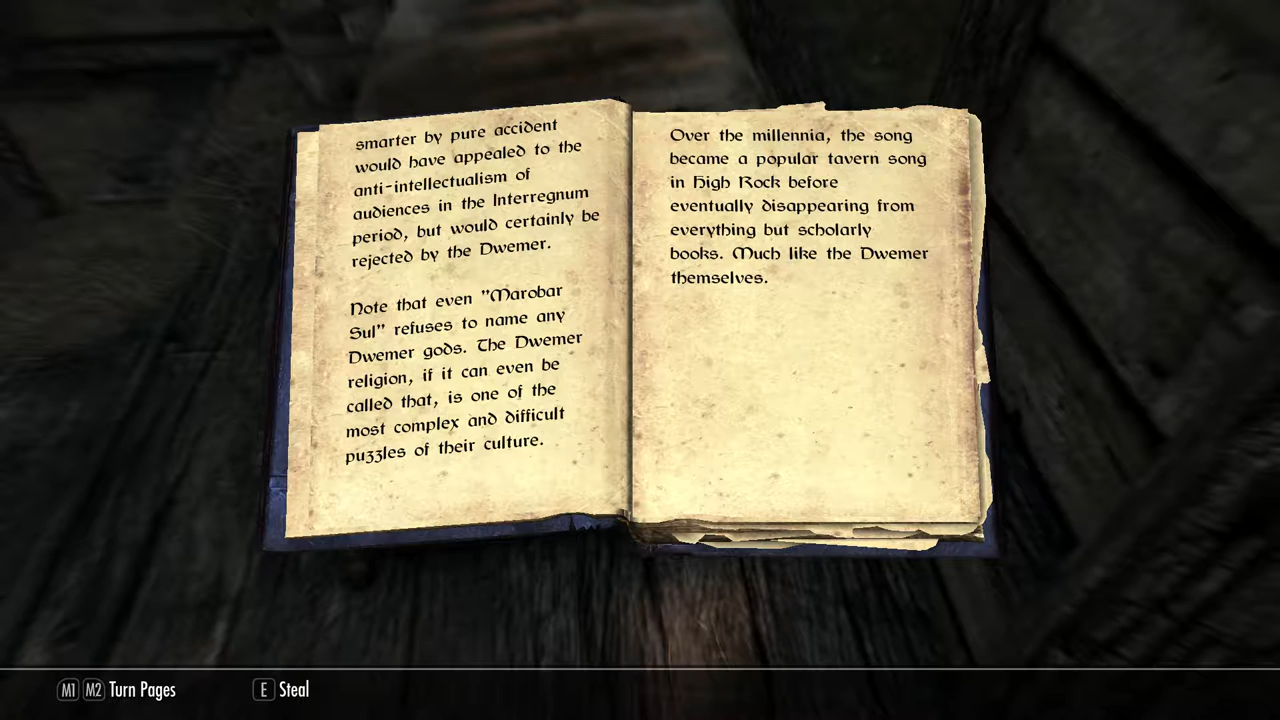 smarter by pure accident
would have appealed to the
anti-intellectualism of
audiences in the Interregnum
period, but would certainly be
rejected by the Dwemer.
Note that even "Marobar
Sul" refuses to name any
Dwemer gods. The Dwemer
religion, if it can even be
called that, is one of the
most complex and difficult
puzzles of their culture.
Over the millennia, the song
became a popular tavern song
in High Rock before
eventually disappearing from
everything but scholarly
books. Much like the Dwemer
themselves.
M1 M2 Turn Pages
E Steal